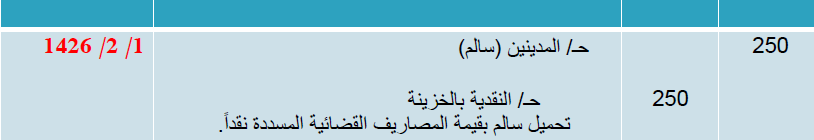 250 حـ/ المدينين (سالم) 1/ 2/ 1426
250 حـ/ النقدية بالخزينة
تحميل سالم بقيمة المصاريف القضائية المسددة نقداً.